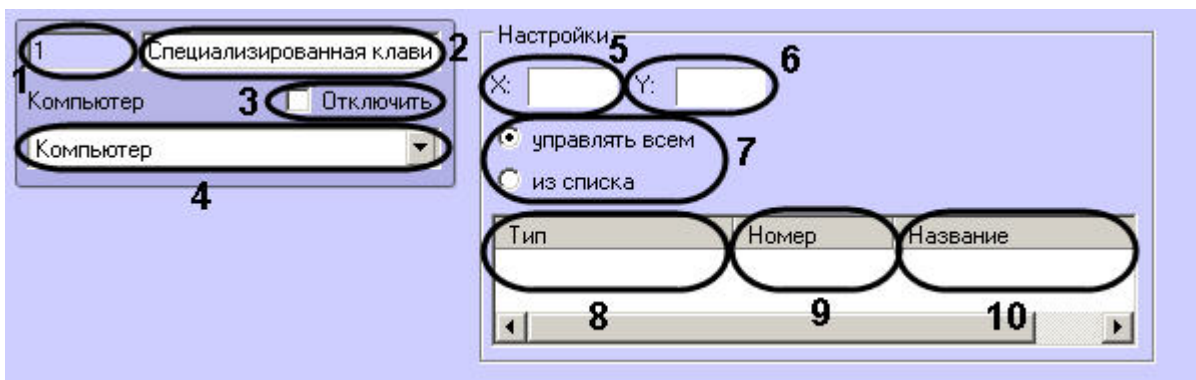 1 Специализированная клави 2
1
Компьютер 3 Отключить
Компьютер
4
Настройки
5 6
X: Y:
управлять всем
7
из списка
Тип Номер Название
8 9 10